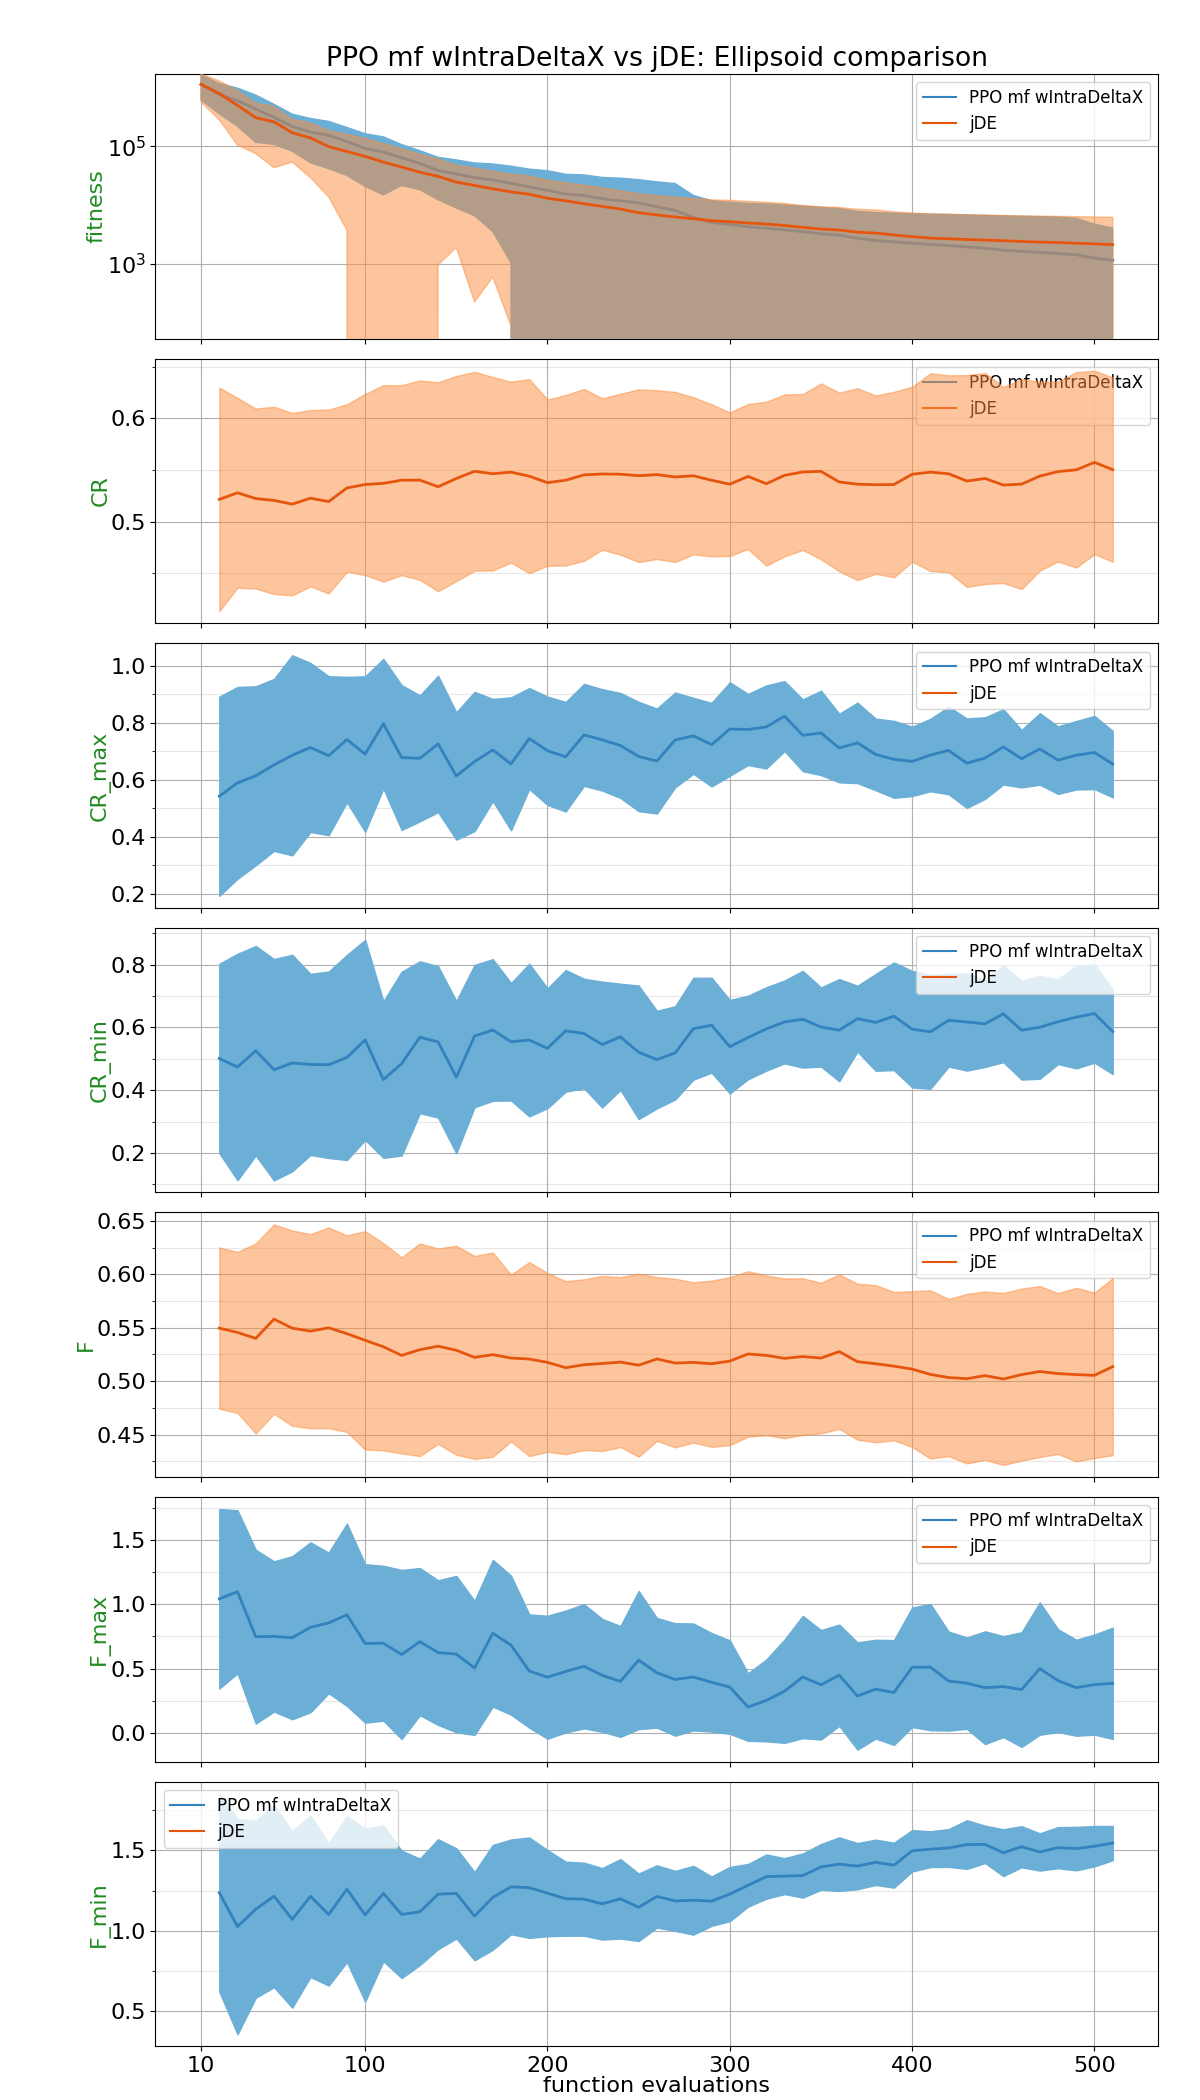 PPO mf wIntraDeltaX vs jDE: Ellipsoid comparison
PPO mf wIntraDeltaX
jDE
10⁵
10³
fitness
PPO mf wIntraDeltaX
jDE
0.6
0.5
CR
PPO mf wIntraDeltaX
jDE
1.0
0.8
0.6
0.4
0.2
CR_max
PPO mf wIntraDeltaX
jDE
0.8
0.6
0.4
0.2
CR_min
PPO mf wIntraDeltaX
jDE
0.65
0.60
0.55
0.50
0.45
F
PPO mf wIntraDeltaX
jDE
1.5
1.0
0.5
0.0
F_max
PPO mf wIntraDeltaX
jDE
1.5
1.0
0.5
F_min
10 100 200 300 400 500
function evaluations